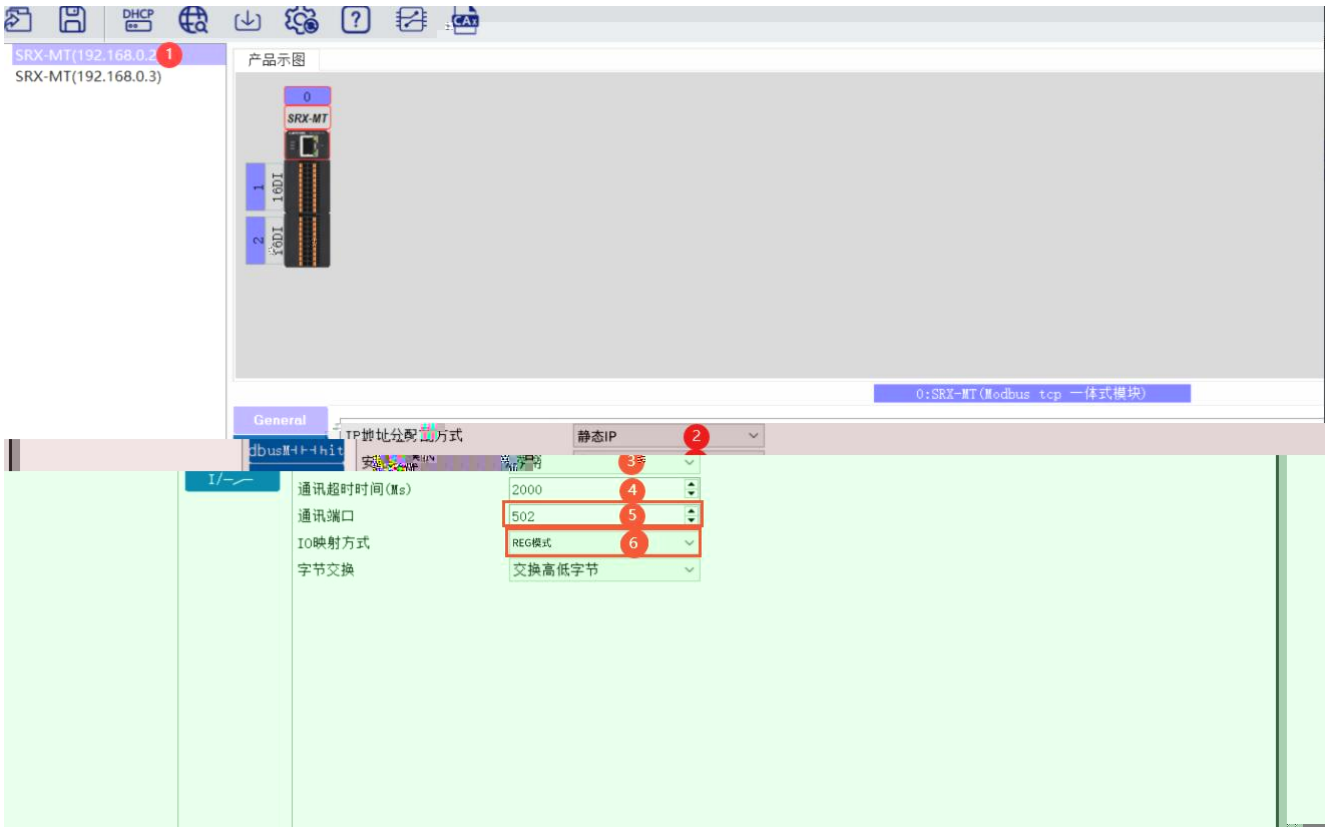 DHCP
?
CAx
SRX-MT(192.168.0.2 1
SRX-MT(192.168.0.3)
产品示图
0
SRX-MT
1 16DI
2 16DI
0:SRX-MT(Modbus tcp 一体式模块)
General
IP地址分配 方式 静态IP 2
3
通讯超时时间(Ms) 2000 4
通讯端口 502 5
IO映射方式 REG模式 6
字节交换 交换高低字节